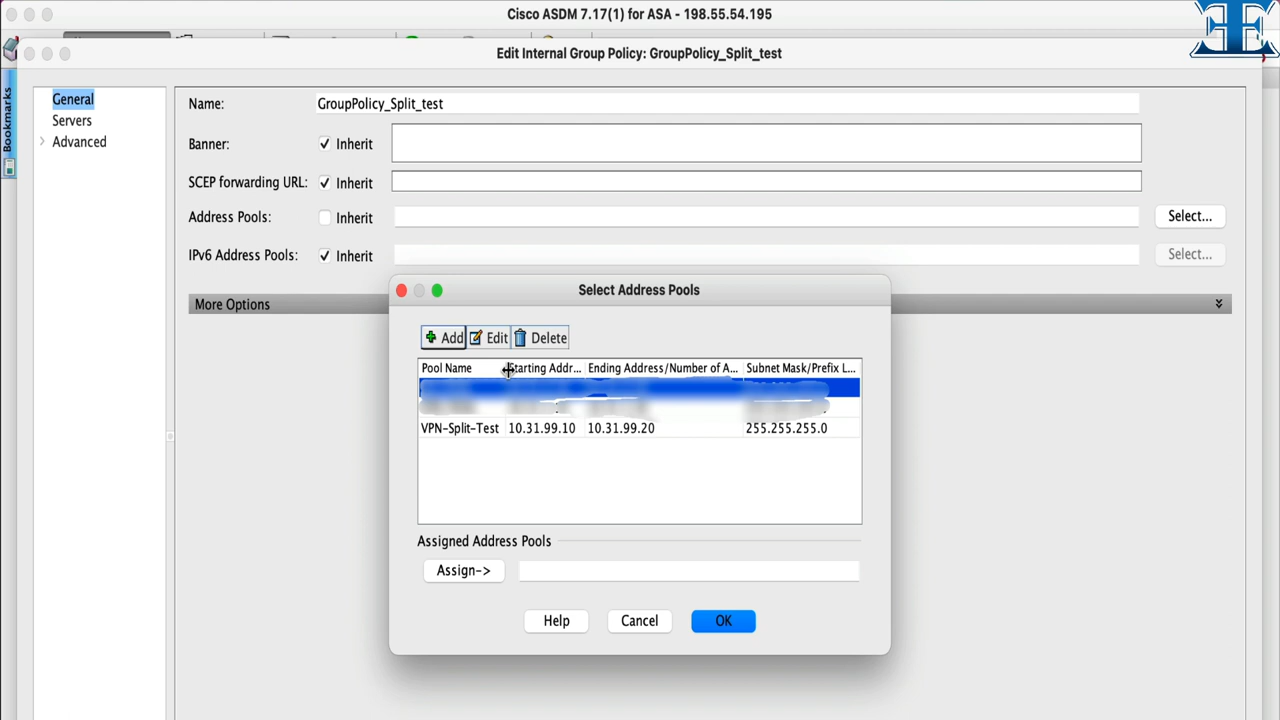 Cisco ASDM 7.17(1) for ASA - 198.55.54.195
Edit Internal Group Policy: GroupPolicy_Split_test
Bookmarks
General
Servers
Advanced
Name: GroupPolicy_Split_test
Banner: Inherit
SCEP forwarding URL: Inherit
Address Pools: Inherit Select...
IPv6 Address Pools: Inherit Select...
More Options
Select Address Pools
Add Edit Delete
Pool Name Starting Addr... Ending Address/Number of A... Subnet Mask/Prefix L...
VPN-Split-Test 10.31.99.10 10.31.99.20 255.255.255.0
Assigned Address Pools
Assign->
Help Cancel OK